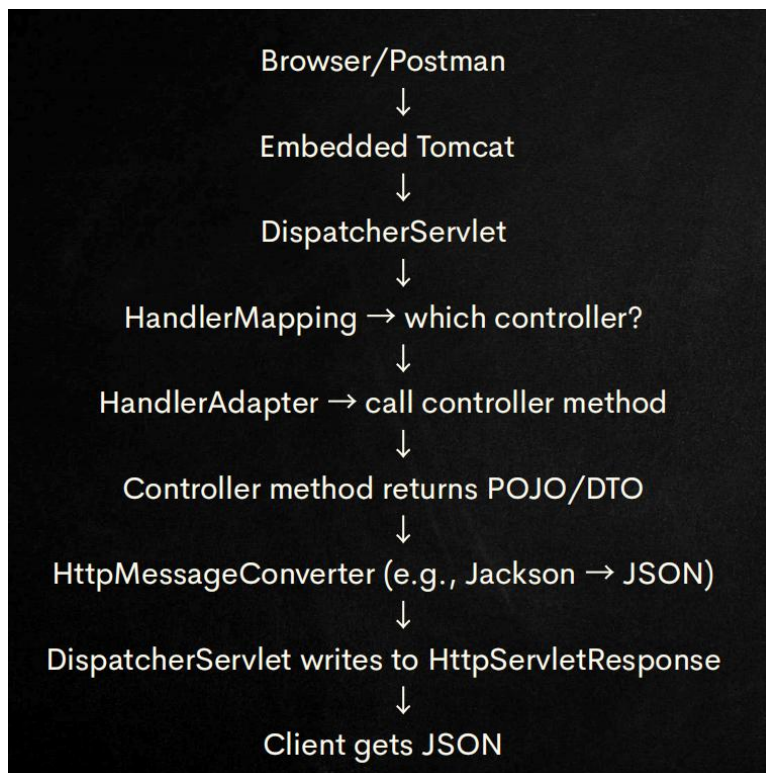 Browser/Postman
↓
Embedded Tomcat
↓
DispatcherServlet
↓
HandlerMapping → which controller?
↓
HandlerAdapter → call controller method
↓
Controller method returns POJO/DTO
↓
HttpMessageConverter (e.g., Jackson → JSON)
↓
DispatcherServlet writes to HttpServletResponse
↓
Client gets JSON